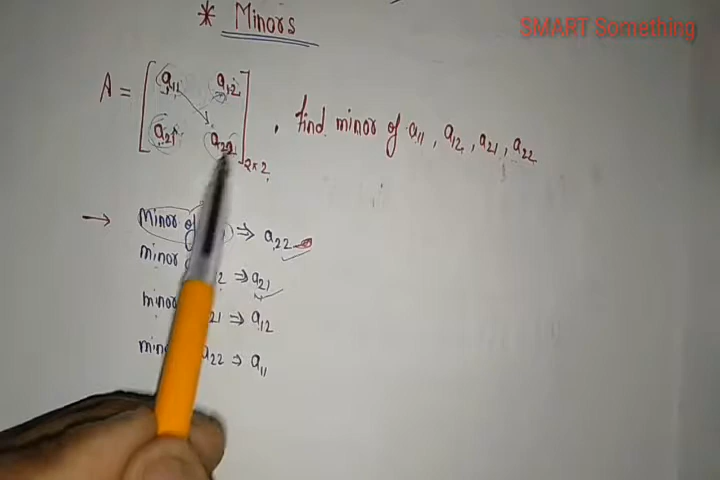 * Minors
SMART Something
A = [a11 a12
a21 a22] 2×2 , find minor of a11, a12, a21, a22
→ Minor of ⇒ a22
minor ⇒ a21
minor 21 ⇒ a12
a22 ⇒ a11